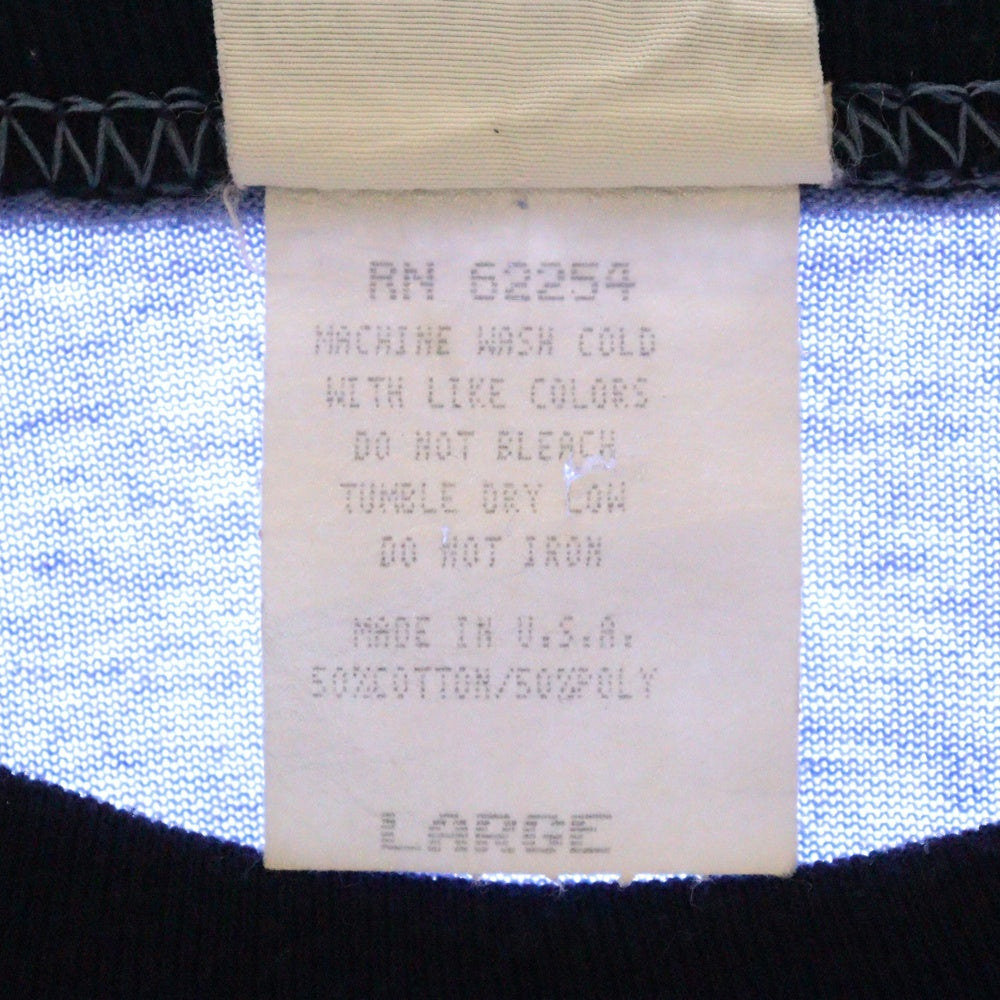 RN 62254
MACHINE WASH COLD
WITH LIKE COLORS
DO NOT BLEACH
TUMBLE DRY LOW
DO NOT IRON
MADE IN U.S.A.
50%COTTON/50%POLY
LARGE